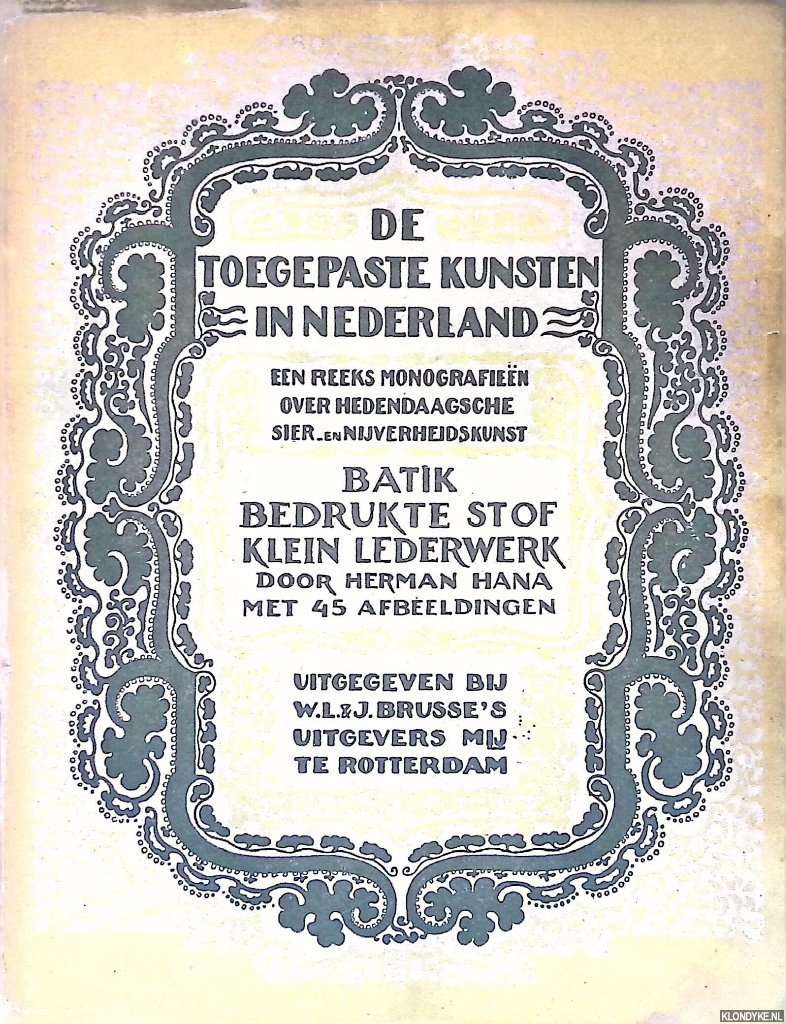 DE
TOEGEPASTE KUNSTEN
IN NEDERLAND
EEN REEKS MONOGRAFIEËN
OVER HEDENDAAGSCHE
SIER-EN NIJVERHEIDSKUNST
BATIK
BEDRUKTE STOF
KLEIN LEDERWERK
DOOR HERMAN HANA
MET 45 AFBEELDINGEN
UITGEGEVEN BIJ
W.L.&J. BRUSSE'S
UITGEVERS MIJ
TE ROTTERDAM
KLONDYKE.NL